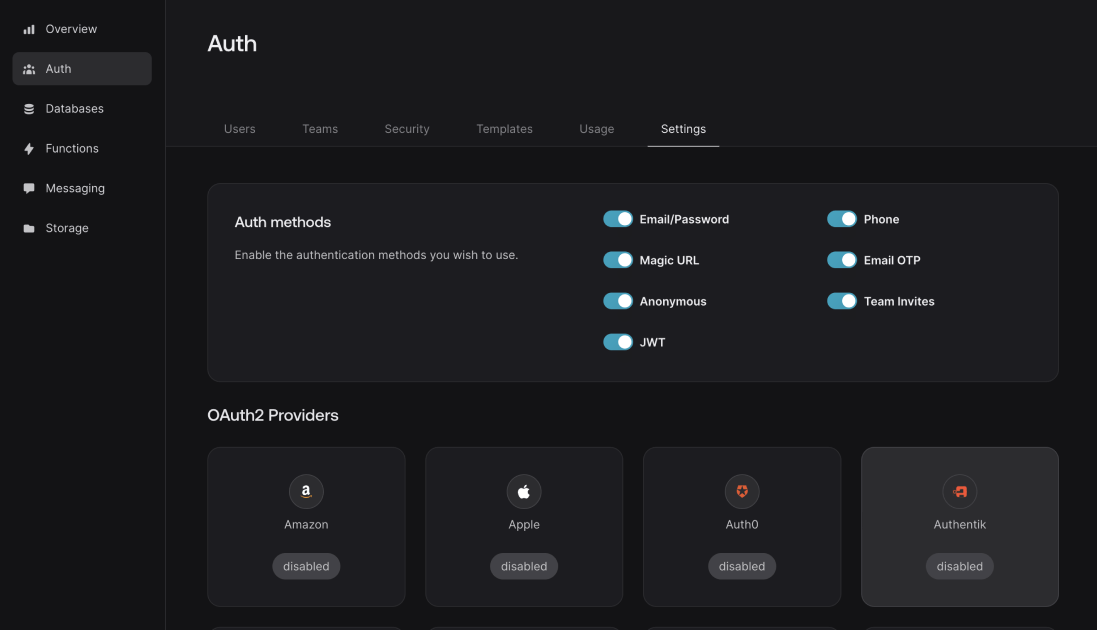 Overview
Auth
Databases
Functions
Messaging
Storage
Auth
Users Teams Security Templates Usage Settings
Auth methods
Enable the authentication methods you wish to use.
Email/Password Phone
Magic URL Email OTP
Anonymous Team Invites
JWT
OAuth2 Providers
a
Amazon Apple Auth0 Authentik
disabled disabled disabled disabled